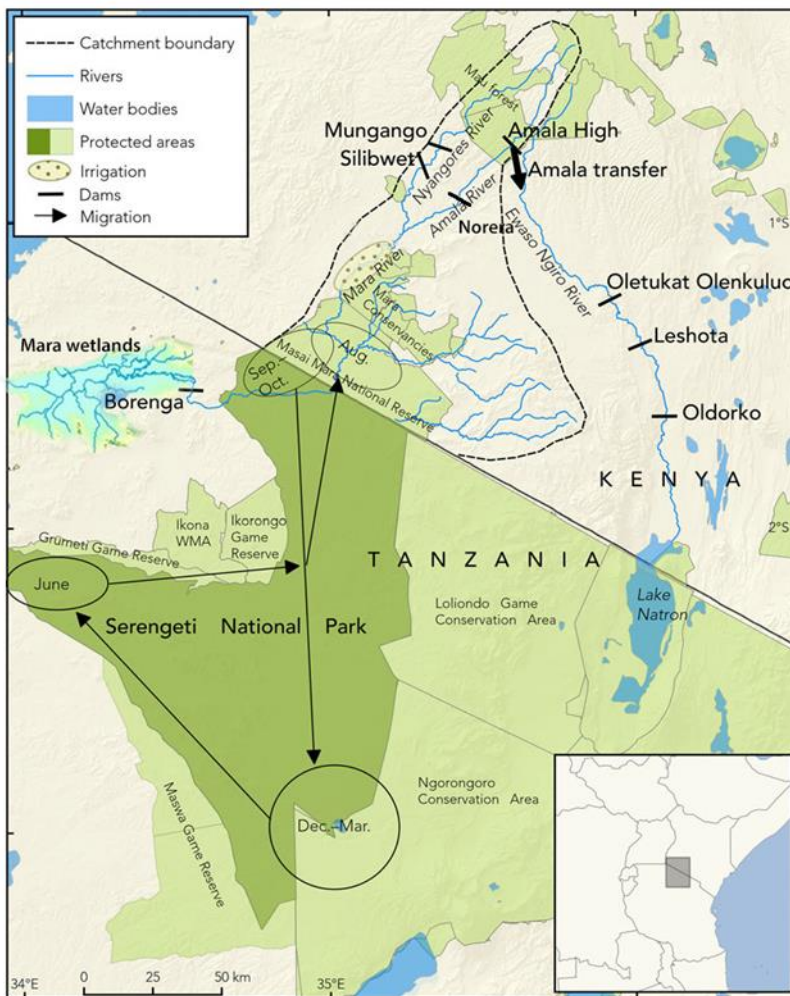 Catchment boundary
Rivers
Water bodies
Protected areas
Irrigation
Dams
Migration
Mau forest
Mungango
Silibwet
Nyangores River
Amala High
Amala transfer
Amala River
Noreia
Ewaso Ngiro River
1°S
Mara River
Oletukat Olenkuluo
Mara
Conservancies
Leshota
Mara wetlands
Aug.
Sep.-
Oct.
Masai Mara National Reserve
Borenga
Oldorko
KENYA
2°S
Ikona
WMA
Ikorongo
Game
Reserve
Grumeti Game Reserve
TANZANIA
June
Loliondo Game
Conservation Area
Lake
Natron
Serengeti National Park
Maswa Game Reserve
Ngorongoro
Conservation Area
Dec.–Mar.
34°E
0 25 50 km
35°E